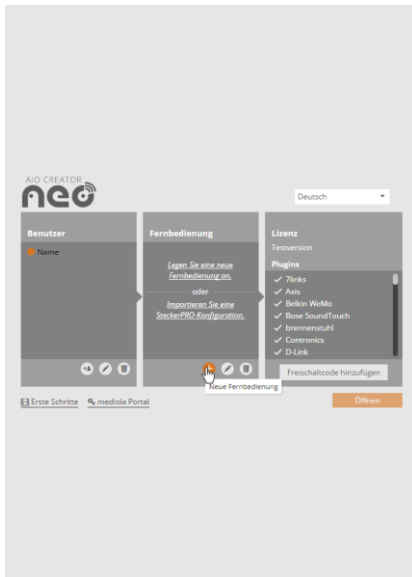 AIO CREATOR
neo
Deutsch
Benutzer
Name
Fernbedienung
Legen Sie eine neue
Fernbedienung an.
oder
Importieren Sie eine
SteckerPRO-Konfiguration.
Lizenz
Testversion
Plugins
7links
Axis
Belkin WeMo
Bose SoundTouch
brennenstuhl
Contronics
D-Link
Freischaltcode hinzufügen
Neue Fernbedienung
Erste Schritte
mediola Portal
Öffnen